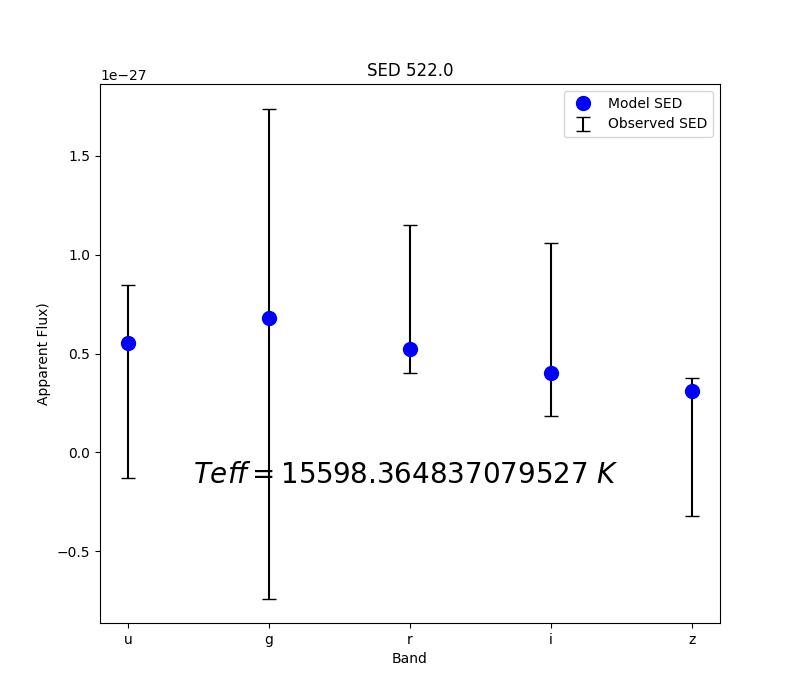 SED 522.0
1e−27
Model SED
Observed SED
1.5
1.0
0.5
0.0
−0.5
Apparent Flux)
Teff = 15598.364837079527 K
u g r i z
Band